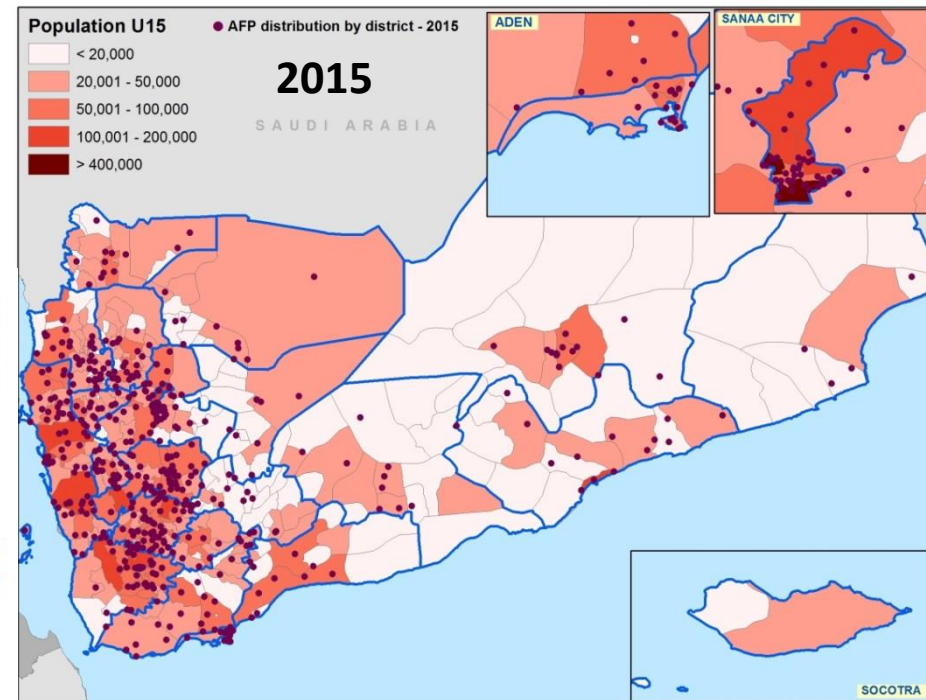 Population U15
< 20,000
20,001 - 50,000
50,001 - 100,000
100,001 - 200,000
> 400,000
AFP distribution by district - 2015
2015
SAUDI ARABIA
ADEN
SANAA CITY
SOCOTRA